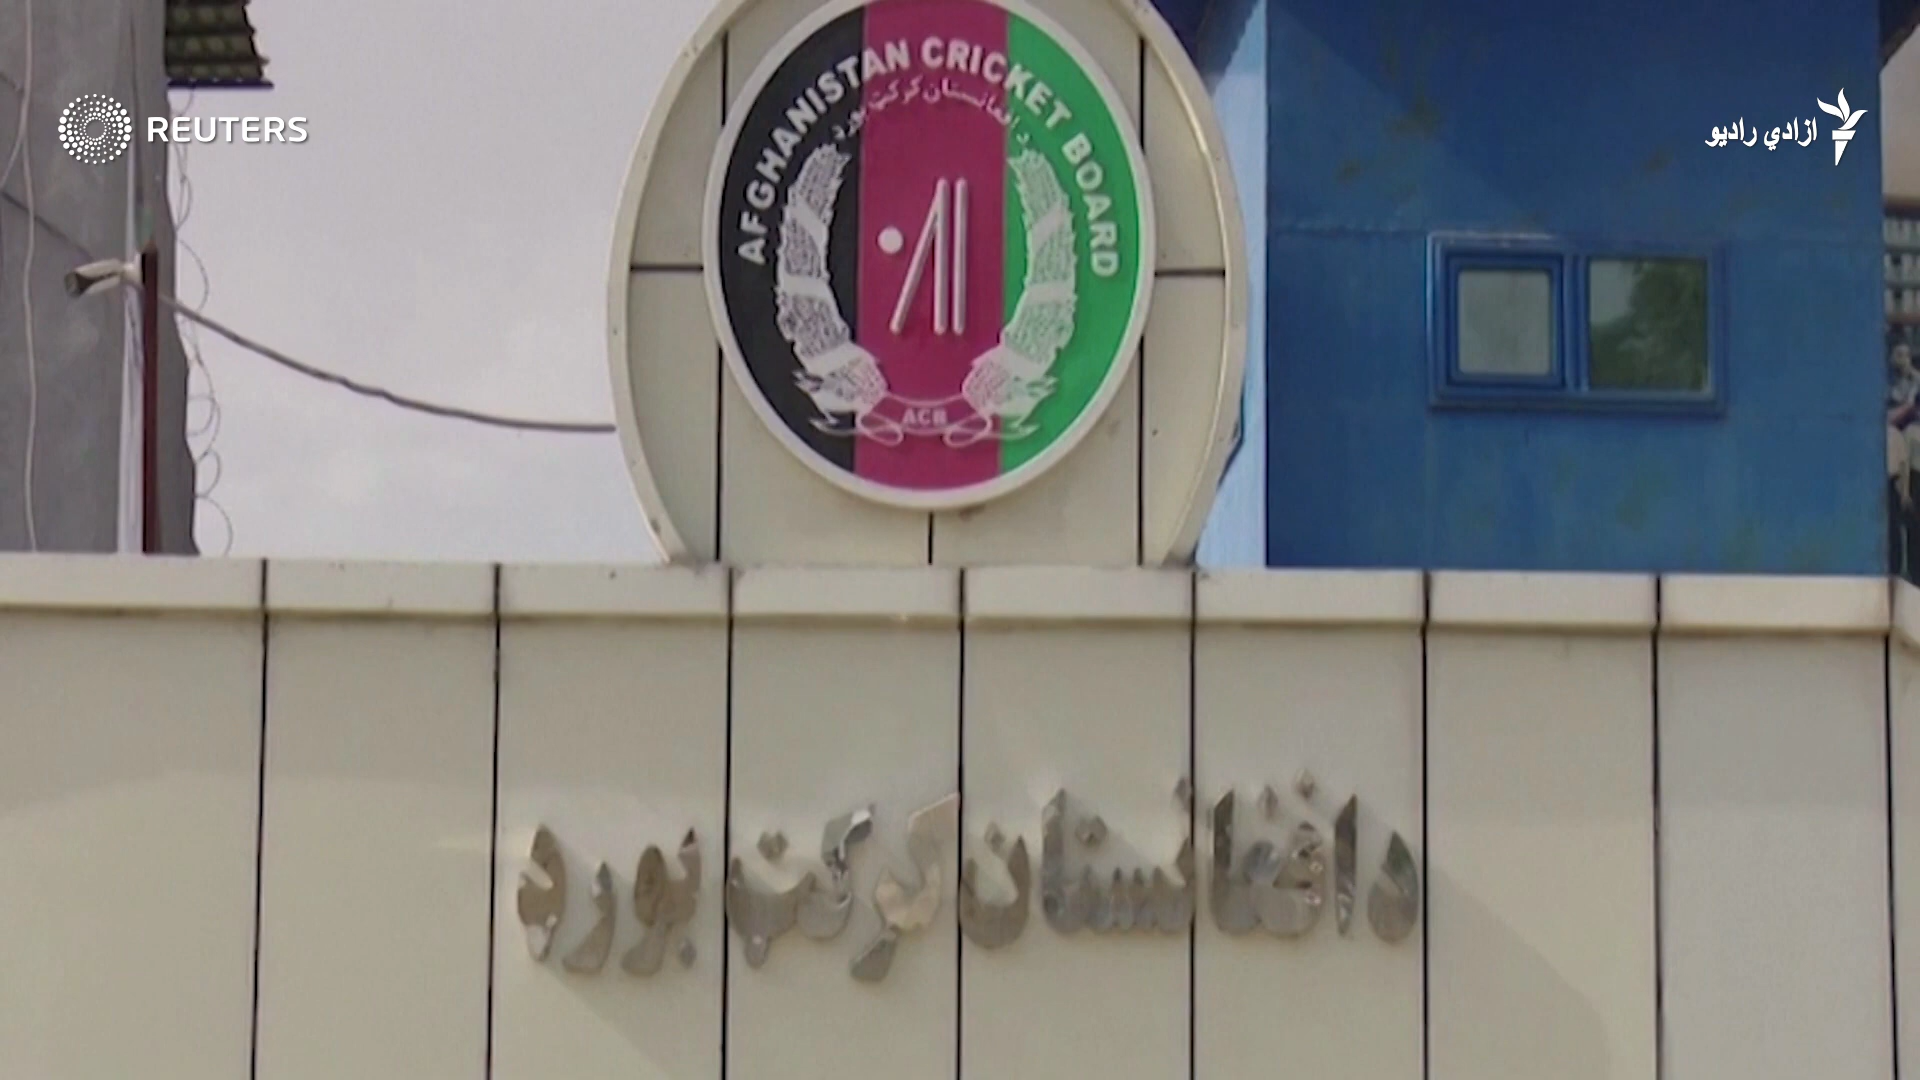 REUTERS
ازادي راديو
AFGHANISTAN CRICKET BOARD
د افغانستان کرکټ بورډ
ACB
د افغانستان کرکټ بورډ